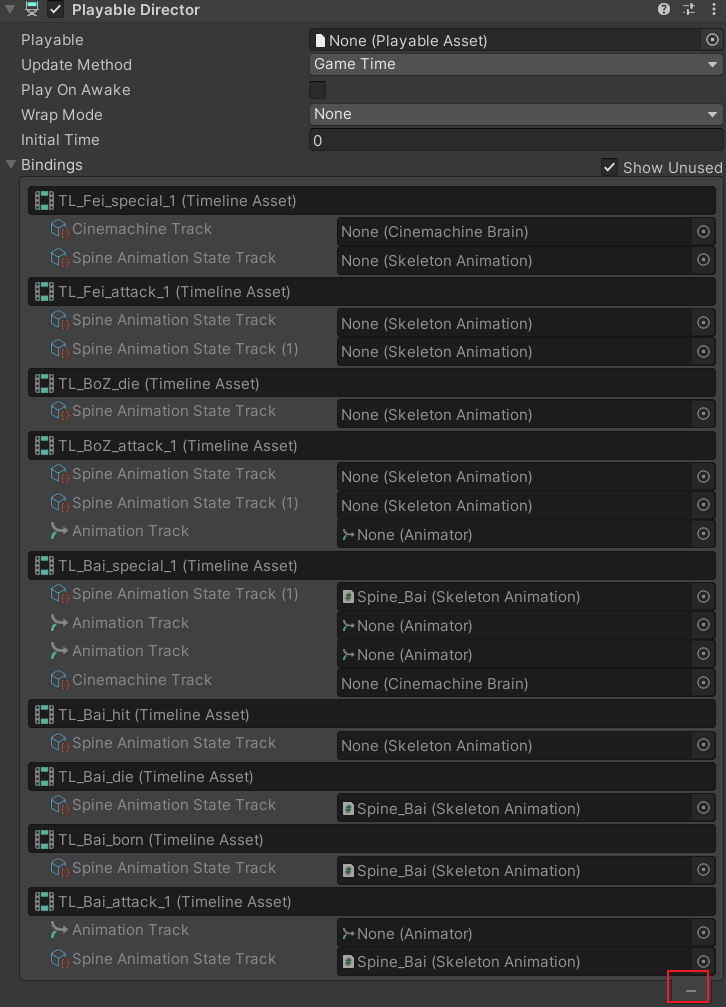 Playable Director
Playable None (Playable Asset)
Update Method Game Time
Play On Awake
Wrap Mode None
Initial Time 0
Bindings Show Unused
TL_Fei_special_1 (Timeline Asset)
Cinemachine Track None (Cinemachine Brain)
Spine Animation State Track None (Skeleton Animation)
TL_Fei_attack_1 (Timeline Asset)
Spine Animation State Track None (Skeleton Animation)
Spine Animation State Track (1) None (Skeleton Animation)
TL_BoZ_die (Timeline Asset)
Spine Animation State Track None (Skeleton Animation)
TL_BoZ_attack_1 (Timeline Asset)
Spine Animation State Track None (Skeleton Animation)
Spine Animation State Track (1) None (Skeleton Animation)
Animation Track None (Animator)
TL_Bai_special_1 (Timeline Asset)
Spine Animation State Track (1) Spine_Bai (Skeleton Animation)
Animation Track None (Animator)
Animation Track None (Animator)
Cinemachine Track None (Cinemachine Brain)
TL_Bai_hit (Timeline Asset)
Spine Animation State Track None (Skeleton Animation)
TL_Bai_die (Timeline Asset)
Spine Animation State Track Spine_Bai (Skeleton Animation)
TL_Bai_born (Timeline Asset)
Spine Animation State Track Spine_Bai (Skeleton Animation)
TL_Bai_attack_1 (Timeline Asset)
Animation Track None (Animator)
Spine Animation State Track Spine_Bai (Skeleton Animation)